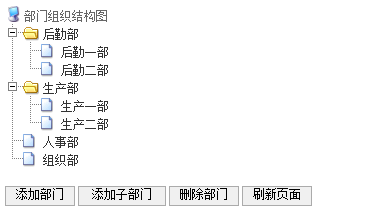 部门组织结构图
后勤部
后勤一部
后勤二部
生产部
生产一部
生产二部
人事部
组织部
添加部门 添加子部门 删除部门 刷新页面